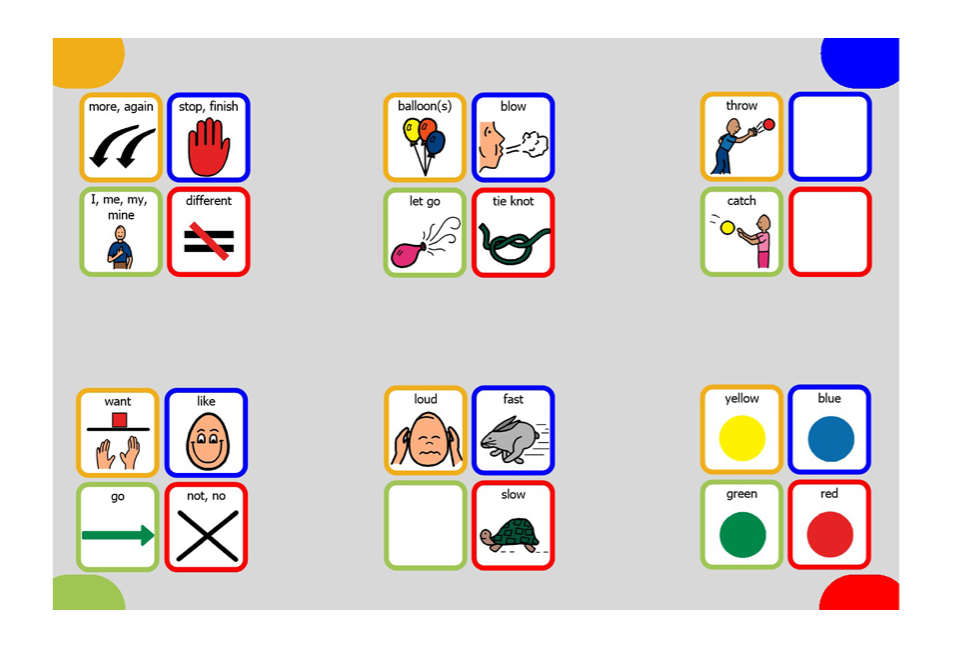 more, again
stop, finish
I, me, my,
mine
different
balloon(s)
blow
let go
tie knot
throw
catch
want
like
go
not, no
loud
fast
slow
yellow
blue
green
red